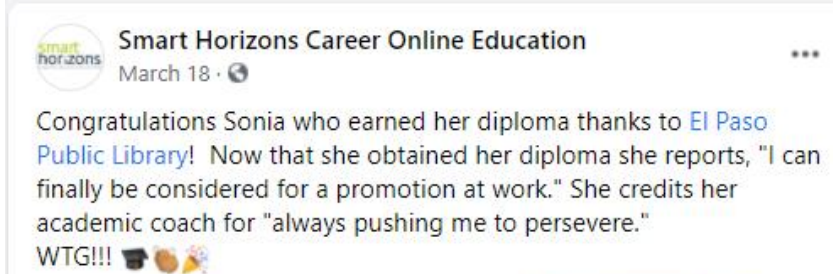 smart
horizons
Smart Horizons Career Online Education
March 18 ·
Congratulations Sonia who earned her diploma thanks to El Paso
Public Library! Now that she obtained her diploma she reports, "I can
finally be considered for a promotion at work." She credits her
academic coach for "always pushing me to persevere."
WTG!!! 🎓👏🎉